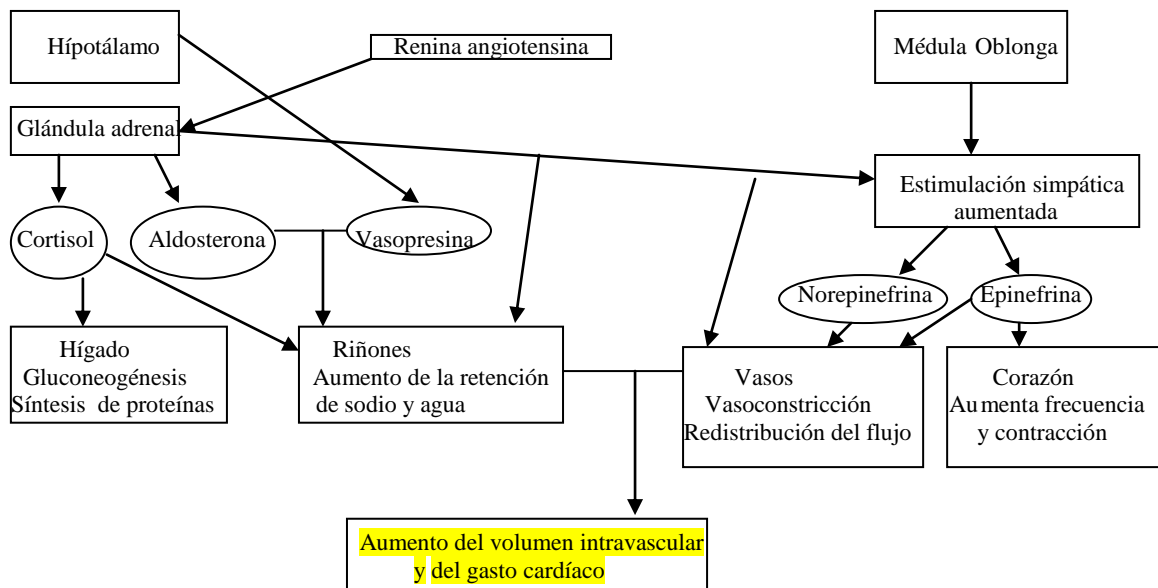 Hípotálamo
Renina angiotensina
Médula Oblonga
Glándula adrenal
Estimulación simpática
aumentada
Cortisol
Aldosterona
Vasopresina
Norepinefrina
Epinefrina
Hígado
Gluconeogénesis
Síntesis de proteínas
Riñones
Aumento de la retención
de sodio y agua
Vasos
Vasoconstricción
Redistribución del flujo
Corazón
Aumenta frecuencia
y contracción
Aumento del volumen intravascular
y del gasto cardíaco